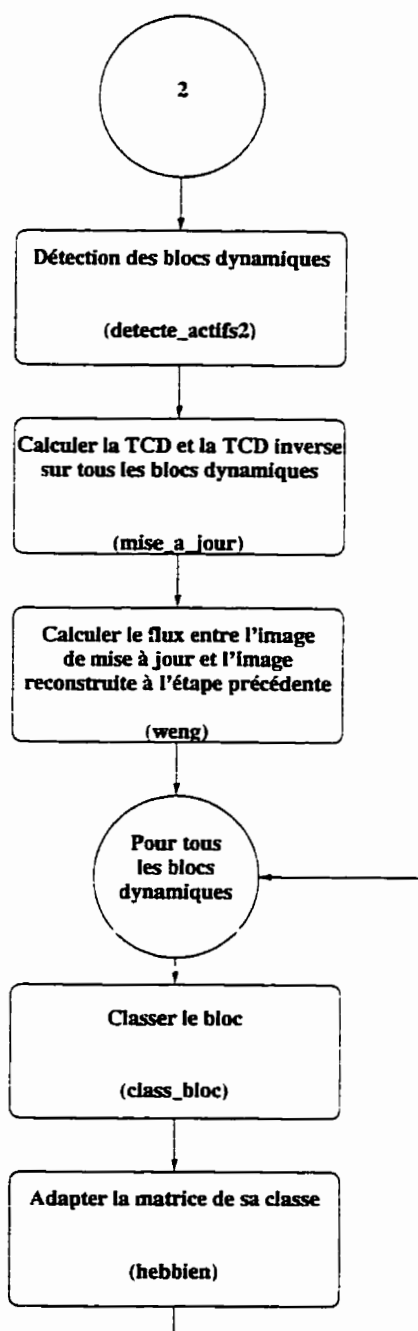 2
Détection des blocs dynamiques
(detecte_actifs2)
Calculer la TCD et la TCD inverse
sur tous les blocs dynamiques
(mise_a_jour)
Calculer le flux entre l'image
de mise à jour et l'image
reconstruite à l'étape précédente
(weng)
Pour tous
les blocs
dynamiques
Classer le bloc
(class_bloc)
Adapter la matrice de sa classe
(hebbien)